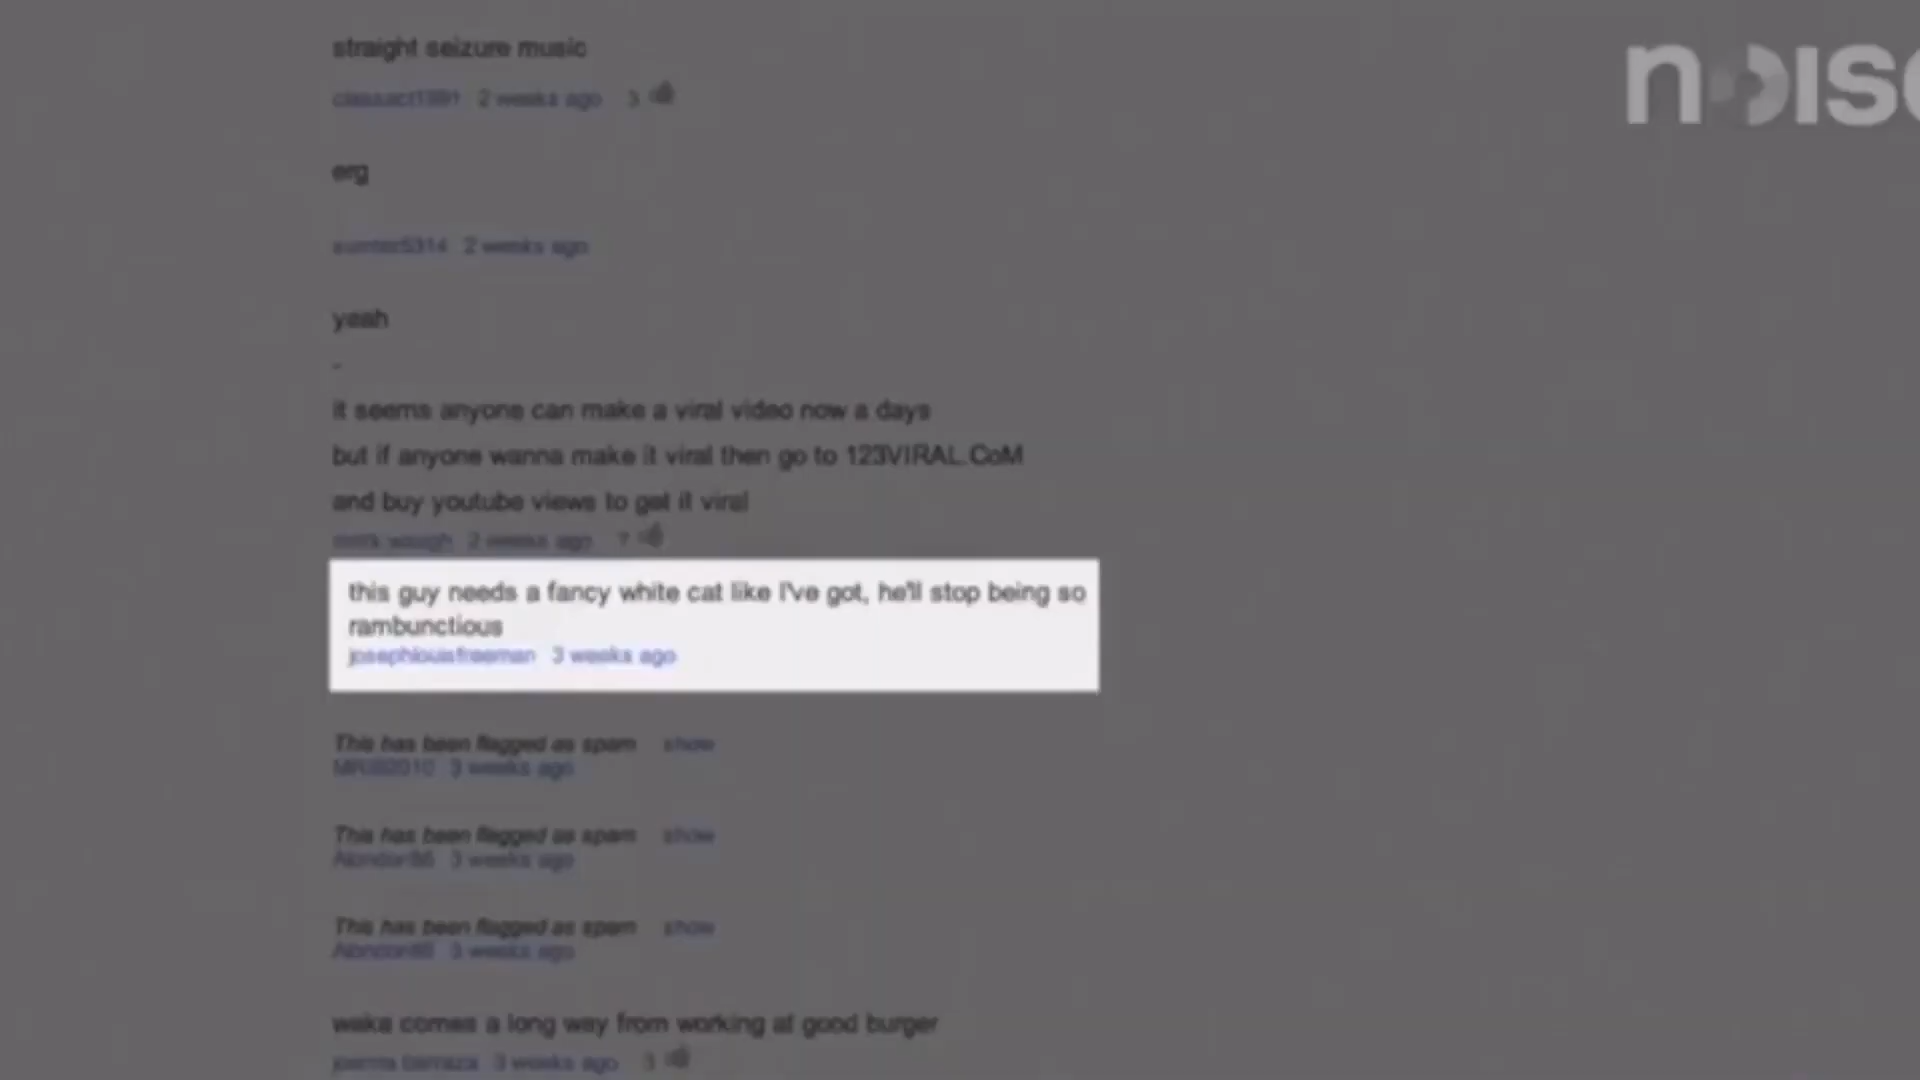 straight seizure music
2 weeks ago 3
erg
2 weeks ago
yeah
-
it seems anyone can make a viral video now a days
but if anyone wanna make it viral then go to 123VIRAL.CoM
and buy youtube views to get it viral
2 weeks ago 7
this guy needs a fancy white cat like I've got, he'll stop being so
rambunctious
josephlouisfreeman 3 weeks ago
This has been flagged as spam show
3 weeks ago
This has been flagged as spam show
3 weeks ago
This has been flagged as spam show
3 weeks ago
waka comes a long way from working at good burger
3 weeks ago 3
noise